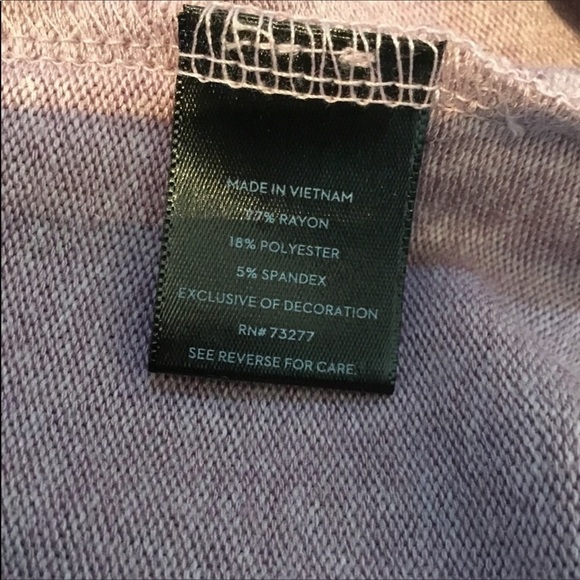 MADE IN VIETNAM
77% RAYON
18% POLYESTER
5% SPANDEX
EXCLUSIVE OF DECORATION
RN# 73277
SEE REVERSE FOR CARE.